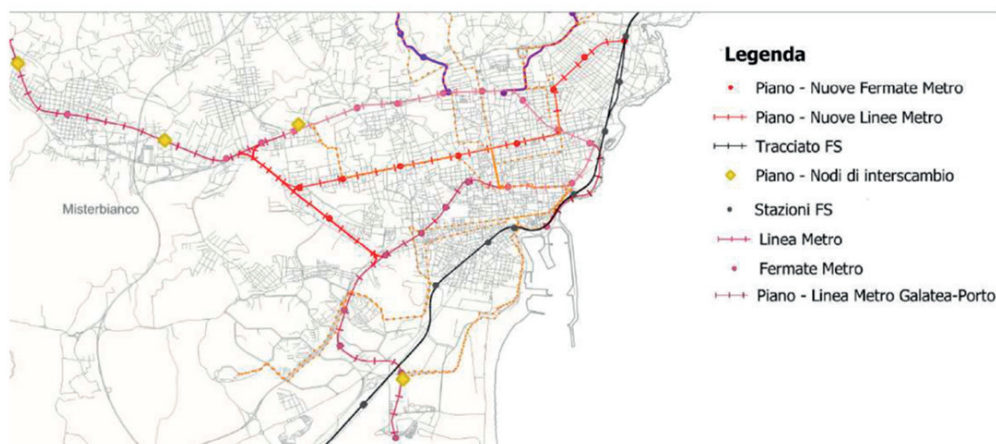 Legenda
Piano - Nuove Fermate Metro
Piano - Nuove Linee Metro
Tracciato FS
Piano - Nodi di interscambio
Misterbianco
Stazioni FS
Linea Metro
Fermate Metro
Piano - Linea Metro Galatea-Porto